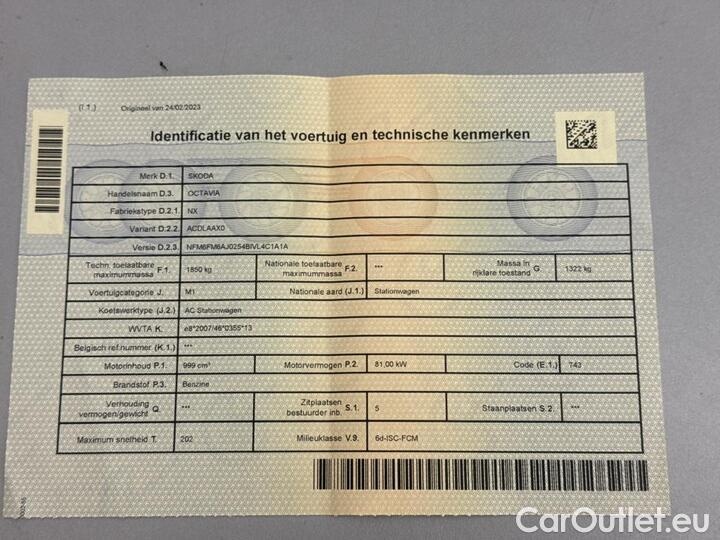 (I.1.) Origineel van 24/02/2023
Identificatie van het voertuig en technische kenmerken
Merk D.1. SKODA
Handelsnaam D.3. OCTAVIA
Fabriekstype D.2.1. NX
Variant D.2.2. ACDLAAX0
Versie D.2.3. NFM6FM6AJ0254BIVL4C1A1A
Techn. toelaatbare maximummassa F.1. 1850 kg Nationale toelaatbare maximummassa F.2. *** Massa in rijklare toestand G. 1322 kg
Voertuigcategorie J. M1 Nationale aard (J.1.) Stationwagen
Koetswerktype (J.2.) AC Stationwagen
WVTA K. e8*2007/46*0355*13
Belgisch ref.nummer (K.1.) ***
Motorinhoud P.1. 999 cm³ Motorvermogen P.2. 81,00 kW Code (E.1.) 743
Brandstof P.3. Benzine
Verhouding vermogen/gewicht Q. *** Zitplaatsen bestuurder inb. S.1. 5 Staanplaatsen S.2. ***
Maximum snelheid T. 202 Milieuklasse V.9. 6d-ISC-FCM
CarOutlet.eu